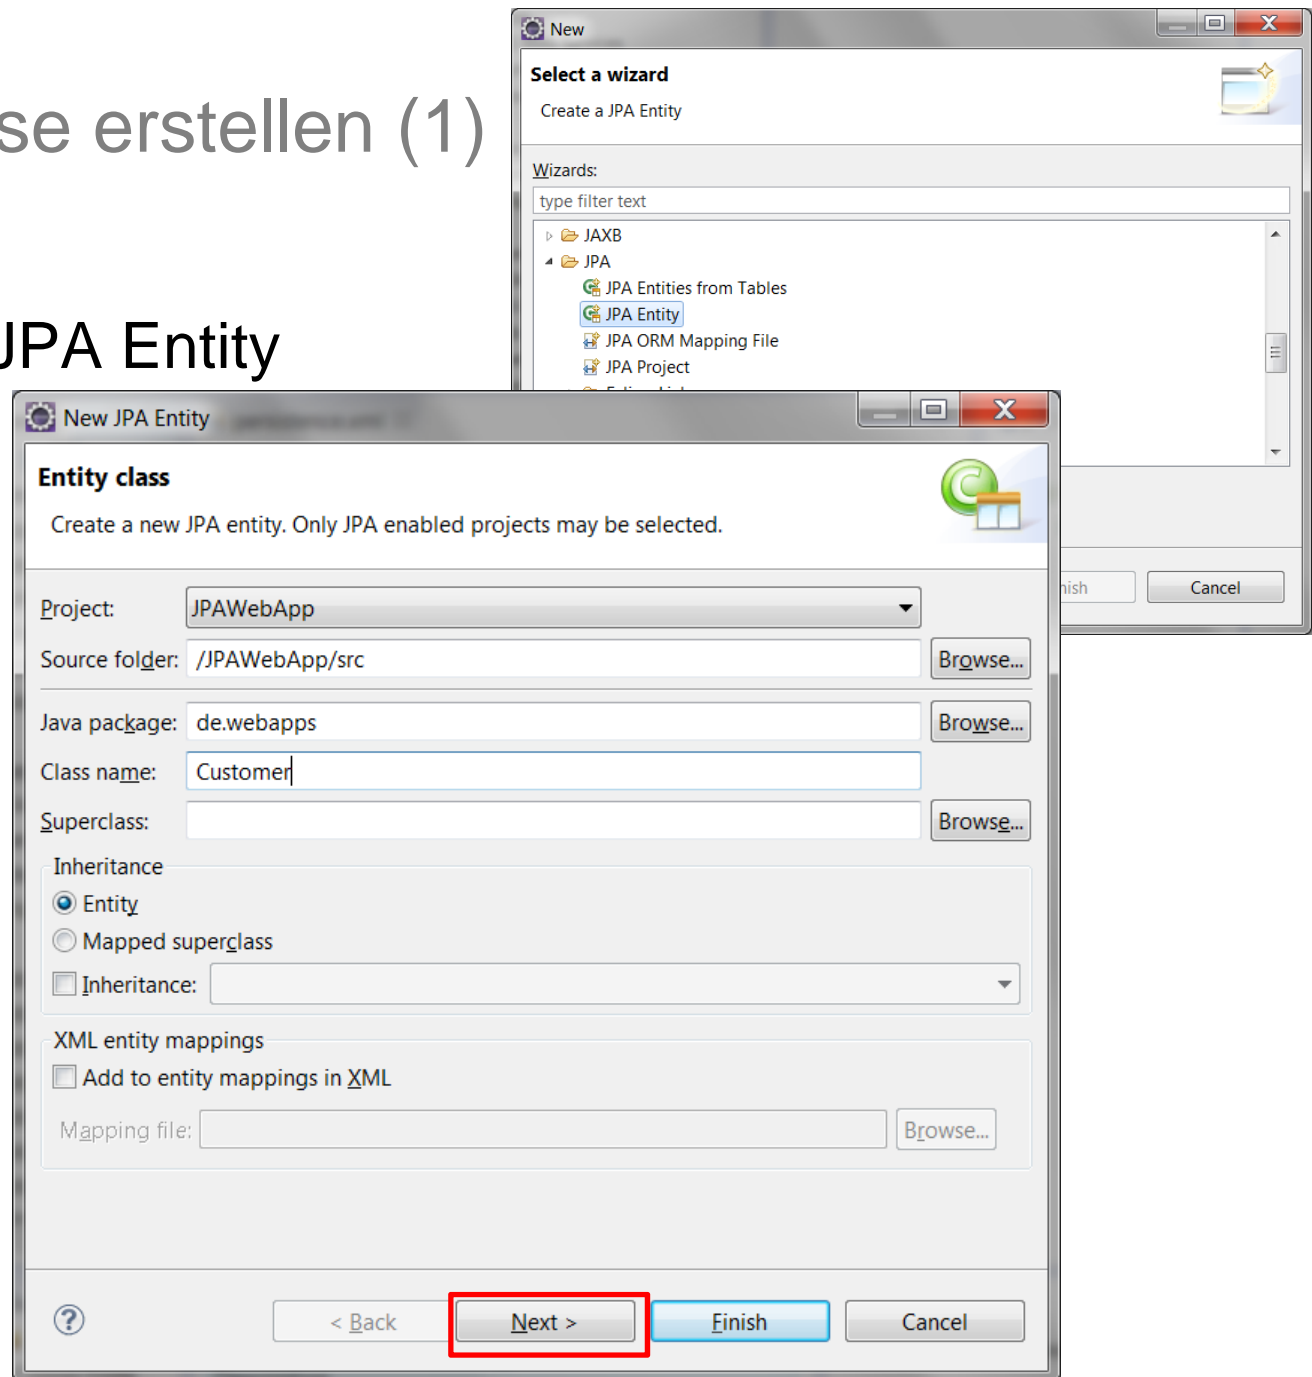 se erstellen (1)
JPA Entity
New
Select a wizard
Create a JPA Entity
Wizards:
type filter text
JAXB
JPA
JPA Entities from Tables
JPA Entity
JPA ORM Mapping File
JPA Project
Cancel
New JPA Entity
Entity class
Create a new JPA entity. Only JPA enabled projects may be selected.
Project: JPAWebApp
Source folder: /JPAWebApp/src Browse...
Java package: de.webapps Browse...
Class name: Customer
Superclass: Browse...
Inheritance
Entity
Mapped superclass
Inheritance:
XML entity mappings
Add to entity mappings in XML
Mapping file: Browse...
< Back Next > Finish Cancel